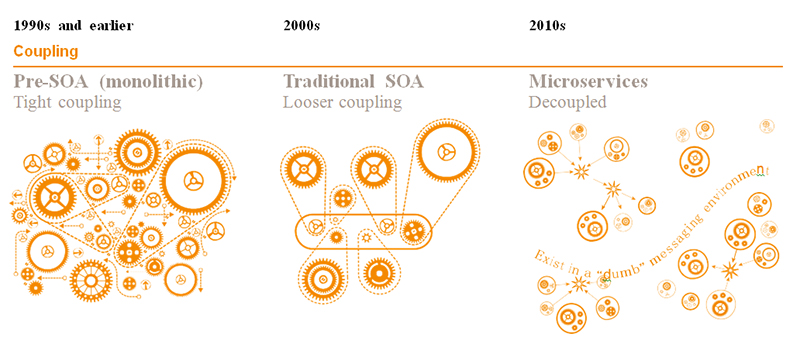 1990s and earlier
2000s
2010s
Coupling
Pre-SOA (monolithic)
Tight coupling
Traditional SOA
Looser coupling
Microservices
Decoupled
Exist in a “dumb” messaging environment